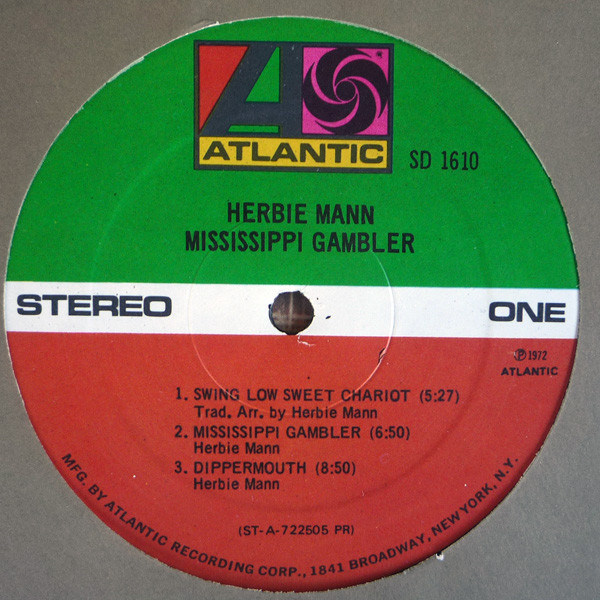 ATLANTIC
SD 1610
HERBIE MANN
MISSISSIPPI GAMBLER
STEREO
ONE
℗ 1972
ATLANTIC
1. SWING LOW SWEET CHARIOT (5:27)
Trad. Arr. by Herbie Mann
2. MISSISSIPPI GAMBLER (6:50)
Herbie Mann
3. DIPPERMOUTH (8:50)
Herbie Mann
(ST-A-722505 PR)
MFG. BY ATLANTIC RECORDING CORP., 1841 BROADWAY, NEW YORK, N.Y.